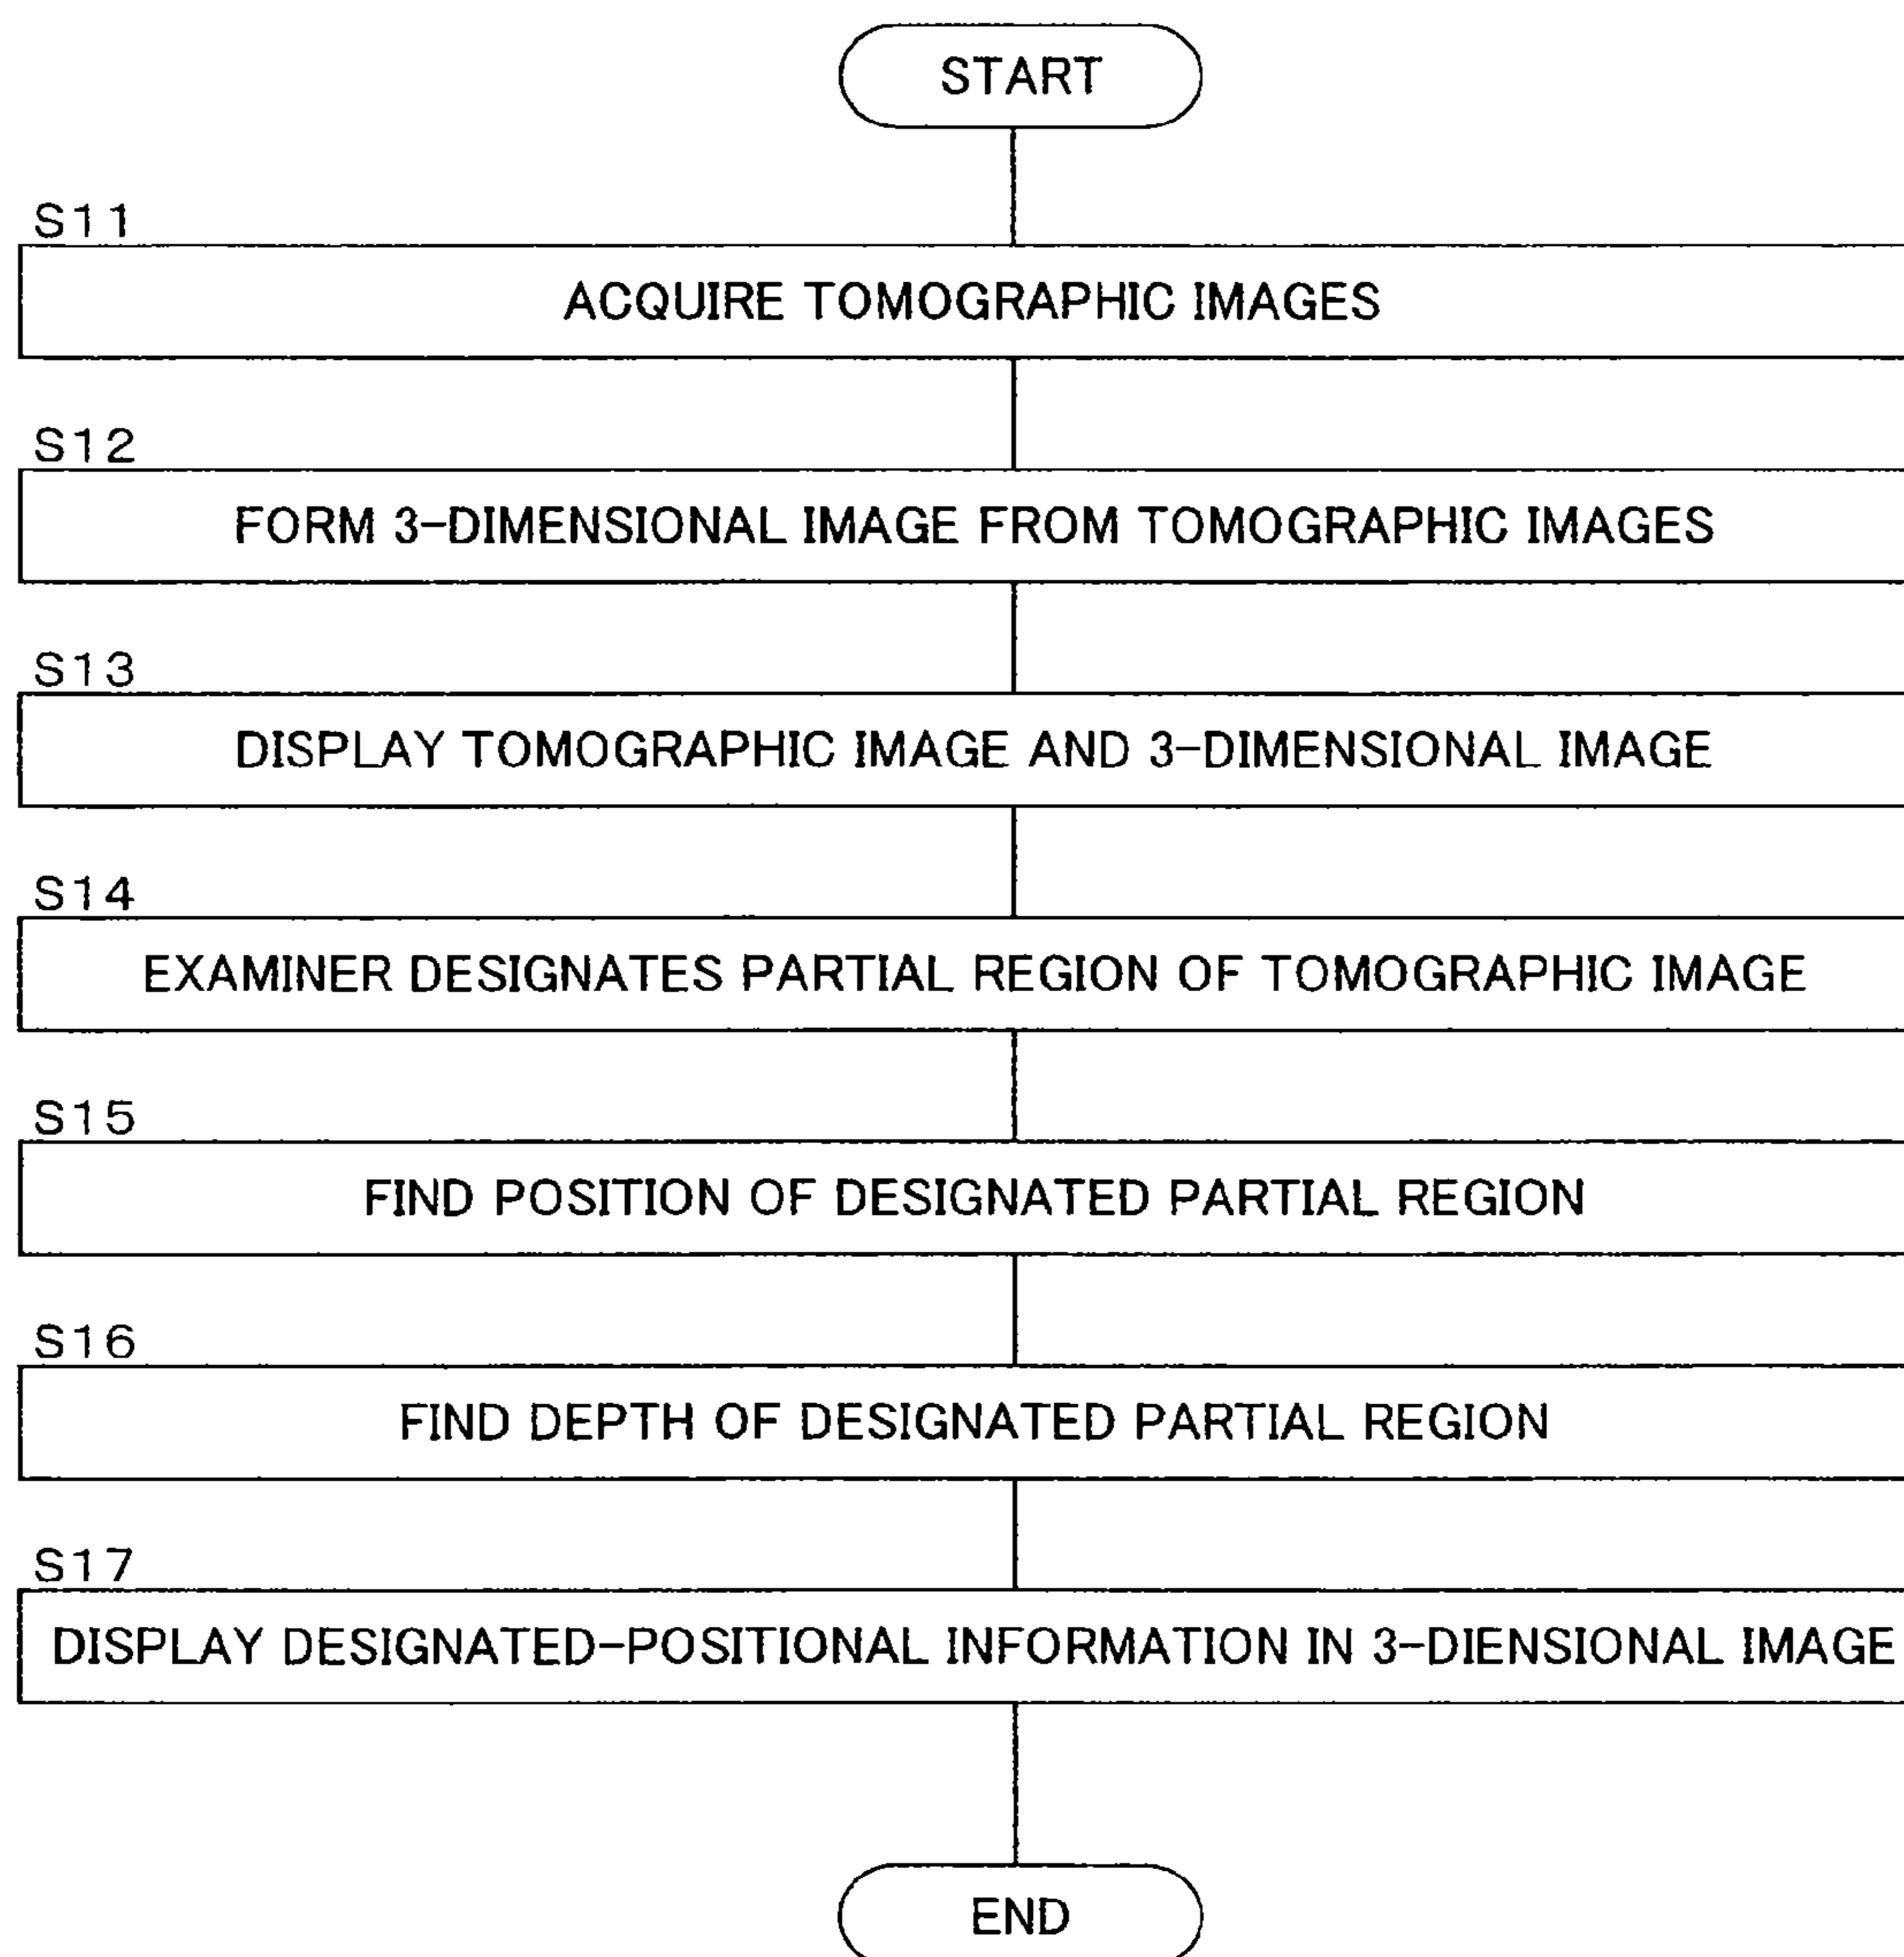 START
S11
ACQUIRE TOMOGRAPHIC IMAGES
S12
FORM 3-DIMENSIONAL IMAGE FROM TOMOGRAPHIC IMAGES
S13
DISPLAY TOMOGRAPHIC IMAGE AND 3-DIMENSIONAL IMAGE
S14
EXAMINER DESIGNATES PARTIAL REGION OF TOMOGRAPHIC IMAGE
S15
FIND POSITION OF DESIGNATED PARTIAL REGION
S16
FIND DEPTH OF DESIGNATED PARTIAL REGION
S17
DISPLAY DESIGNATED-POSITIONAL INFORMATION IN 3-DIENSIONAL IMAGE
END